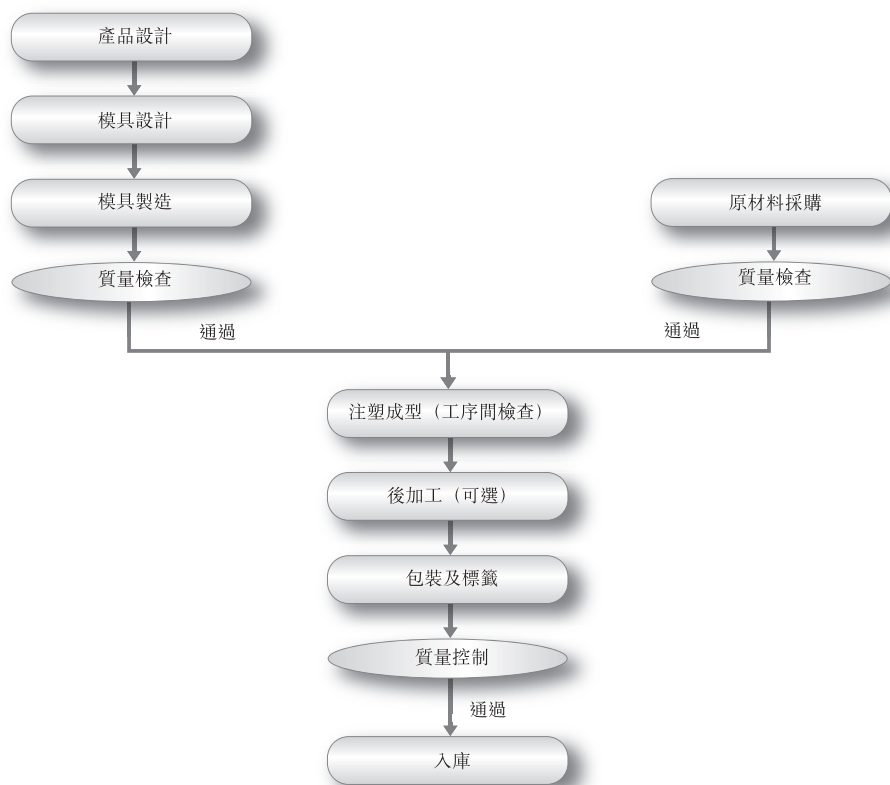 產品設計
模具設計
模具製造
原材料採購
質量檢查
質量檢查
通過
通過
注塑成型（工序間檢查）
後加工（可選）
包裝及標籤
質量控制
通過
入庫